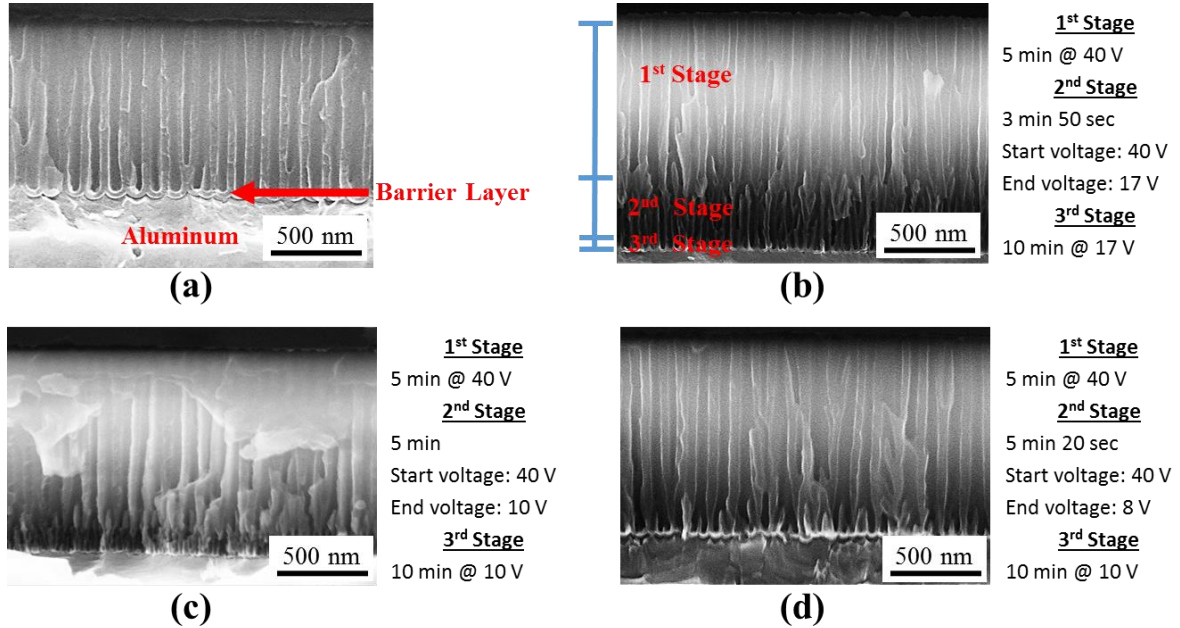 Barrier Layer
Aluminum
500 nm
(a)
1st Stage
2nd Stage
3rd Stage
500 nm
(b)
1st Stage
5 min @ 40 V
2nd Stage
3 min 50 sec
Start voltage: 40 V
End voltage: 17 V
3rd Stage
10 min @ 17 V
500 nm
(c)
1st Stage
5 min @ 40 V
2nd Stage
5 min
Start voltage: 40 V
End voltage: 10 V
3rd Stage
10 min @ 10 V
500 nm
(d)
1st Stage
5 min @ 40 V
2nd Stage
5 min 20 sec
Start voltage: 40 V
End voltage: 8 V
3rd Stage
10 min @ 10 V